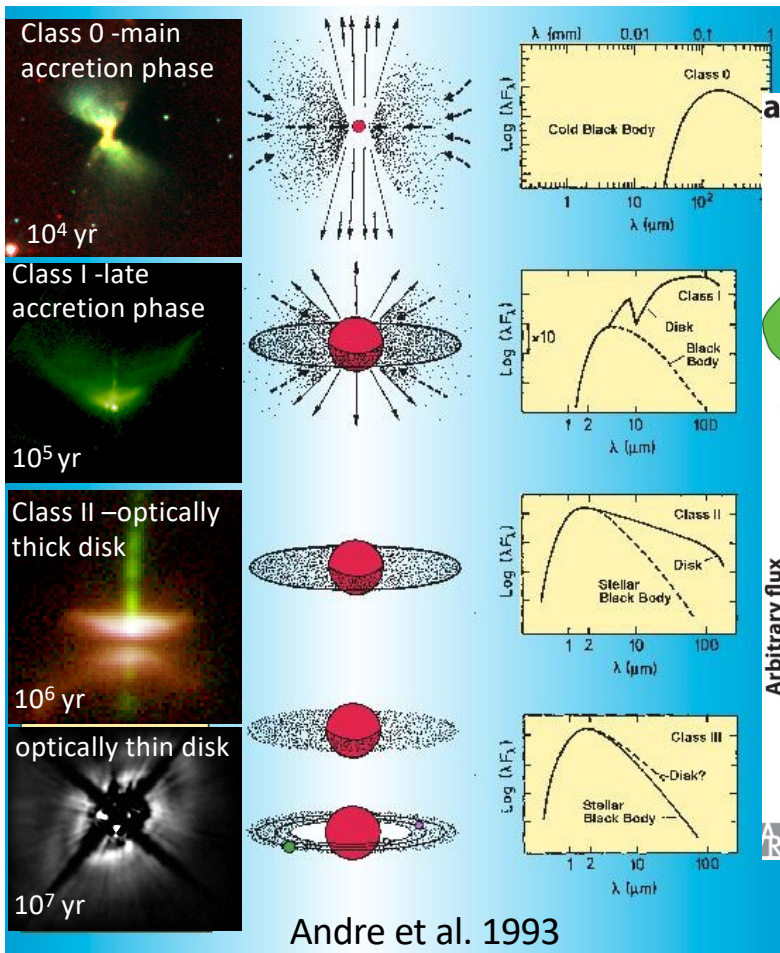 Class 0 -main
accretion phase
10⁴ yr
λ (mm) 0.01 0.1 1
Class 0
Cold Black Body
Log (λFλ)
1 10 10²
λ (μm)
a
Class I -late
accretion phase
10⁵ yr
Class I
Disk
Black
Body
x10
Log (λFλ)
1 2 10 100
λ (μm)
Class II –optically
thick disk
10⁶ yr
Class II
Disk
Stellar
Black Body
Log (λFλ)
1 2 10 100
λ (μm)
Arbitrary flux
optically thin disk
10⁷ yr
Class III
Disk?
Stellar
Black Body
Log (λFλ)
1 2 10 100
λ (μm)
Andre et al. 1993